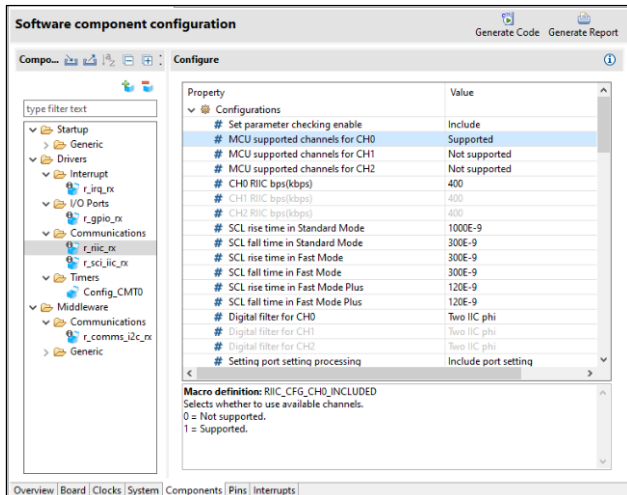 Software component configuration
Generate Code Generate Report
Compo...
Configure
type filter text
Startup
Generic
Drivers
Interrupt
r_irq_rx
I/O Ports
r_gpio_rx
Communications
r_riic_rx
r_sci_iic_rx
Timers
Config_CMT0
Middleware
Communications
r_comms_i2c_rx
Generic
Property Value
Configurations
# Set parameter checking enable Include
# MCU supported channels for CH0 Supported
# MCU supported channels for CH1 Not supported
# MCU supported channels for CH2 Not supported
# CH0 RIIC bps(kbps) 400
# CH1 RIIC bps(kbps) 400
# CH2 RIIC bps(kbps) 400
# SCL rise time in Standard Mode 1000E-9
# SCL fall time in Standard Mode 300E-9
# SCL rise time in Fast Mode 300E-9
# SCL fall time in Fast Mode 300E-9
# SCL rise time in Fast Mode Plus 120E-9
# SCL fall time in Fast Mode Plus 120E-9
# Digital filter for CH0 Two IIC phi
# Digital filter for CH1 Two IIC phi
# Digital filter for CH2 Two IIC phi
# Setting port setting processing Include port setting
Macro definition: RIIC_CFG_CH0_INCLUDED
Selects whether to use available channels.
0 = Not supported.
1 = Supported.
Overview Board Clocks System Components Pins Interrupts